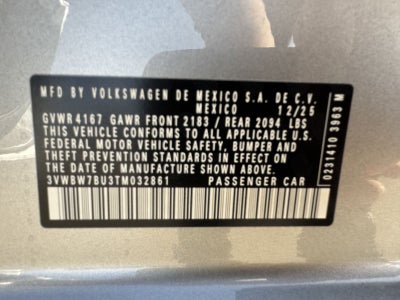 MFD BY VOLKSWAGEN DE MEXICO S.A. DE C.V.
MEXICO 12/25
GVWR 4167 GAWR FRONT 2183 / REAR 2094 LBS
THIS VEHICLE CONFORMS TO ALL APPLICABLE
FEDERAL MOTOR VEHICLE SAFETY, BUMPER AND
THEFT PREVENTION STANDARDS IN EFFECT
ON THE DATE OF MANUFACTURE SHOWN ABOVE
3VWBW7BU3TM032861 PASSENGER CAR
0231410 3963 M